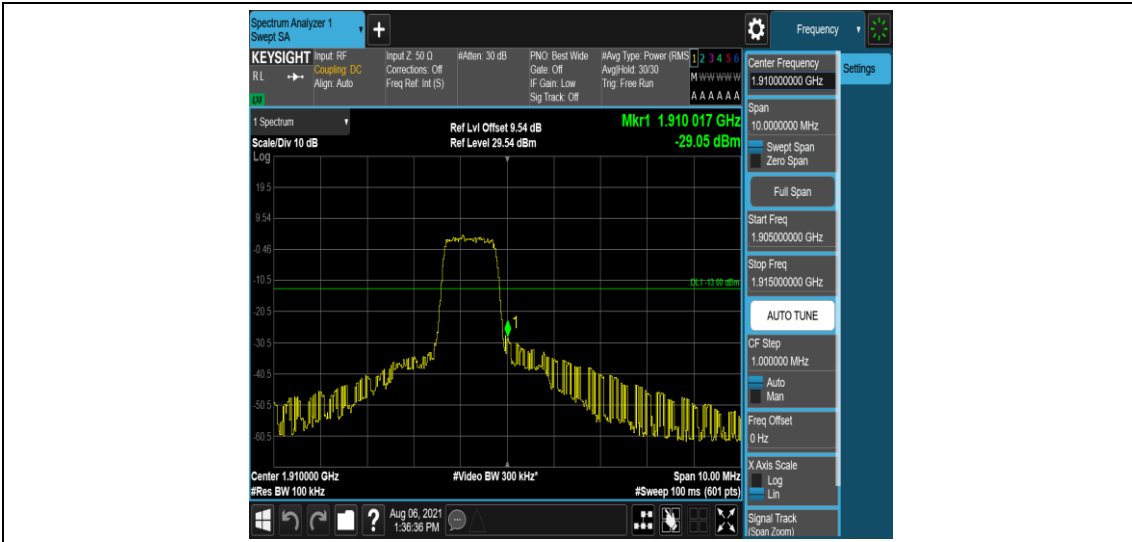 Spectrum Analyzer 1
Swept SA
Frequency
KEYSIGHT
RL
LXI
Input: RF
Coupling: DC
Align: Auto
Input Z: 50 Ω
Corrections: Off
Freq Ref: Int (S)
#Atten: 30 dB
PNO: Best Wide
Gate: Off
IF Gain: Low
Sig Track: Off
#Avg Type: Power (RMS
Avg|Hold: 30/30
Trig: Free Run
1 2 3 4 5 6
M W W W W W
A A A A A A
1 Spectrum
Scale/Div 10 dB
Log
Ref Lvl Offset 9.54 dB
Ref Level 29.54 dBm
Mkr1 1.910 017 GHz
-29.05 dBm
19.5
9.54
-0.46
-10.5
-20.5
-30.5
-40.5
-50.5
-60.5
DL1 -13.00 dBm
1
Center 1.910000 GHz
#Res BW 100 kHz
#Video BW 300 kHz*
Span 10.00 MHz
#Sweep 100 ms (601 pts)
Center Frequency
1.910000000 GHz
Settings
Span
10.0000000 MHz
Swept Span
Zero Span
Full Span
Start Freq
1.905000000 GHz
Stop Freq
1.915000000 GHz
AUTO TUNE
CF Step
1.000000 MHz
Auto
Man
Freq Offset
0 Hz
X Axis Scale
Log
Lin
Signal Track
(Span Zoom)
?
Aug 06, 2021
1:36:36 PM